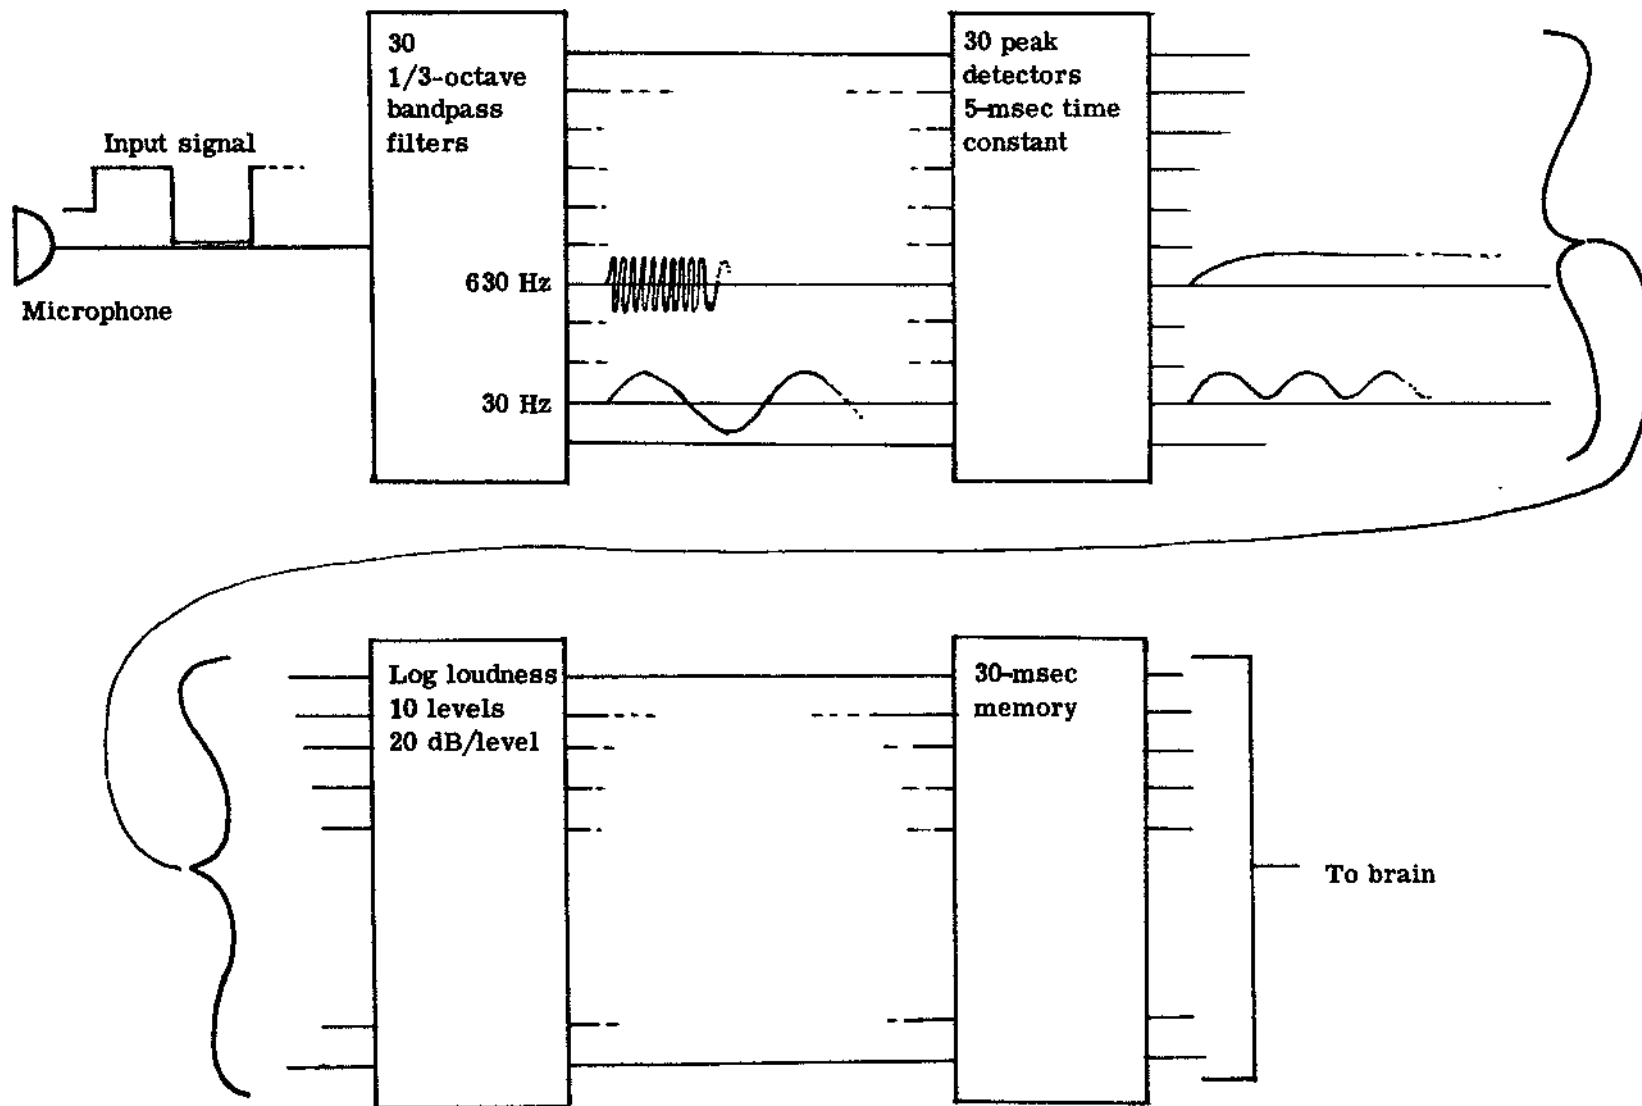 30
1/3-octave
bandpass
filters
30 peak
detectors
5-msec time
constant
Input signal
630 Hz
Microphone
30 Hz
Log loudness
10 levels
20 dB/level
30-msec
memory
To brain